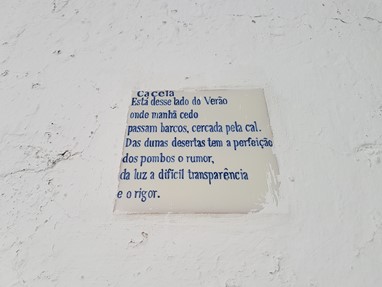 Cacela
Está desse lado do Verão
onde manhã cedo
passam barcos, cercada pela cal.
Das dunas desertas tem a perfeição
dos pombos o rumor,
da luz a difícil transparência
e o rigor.